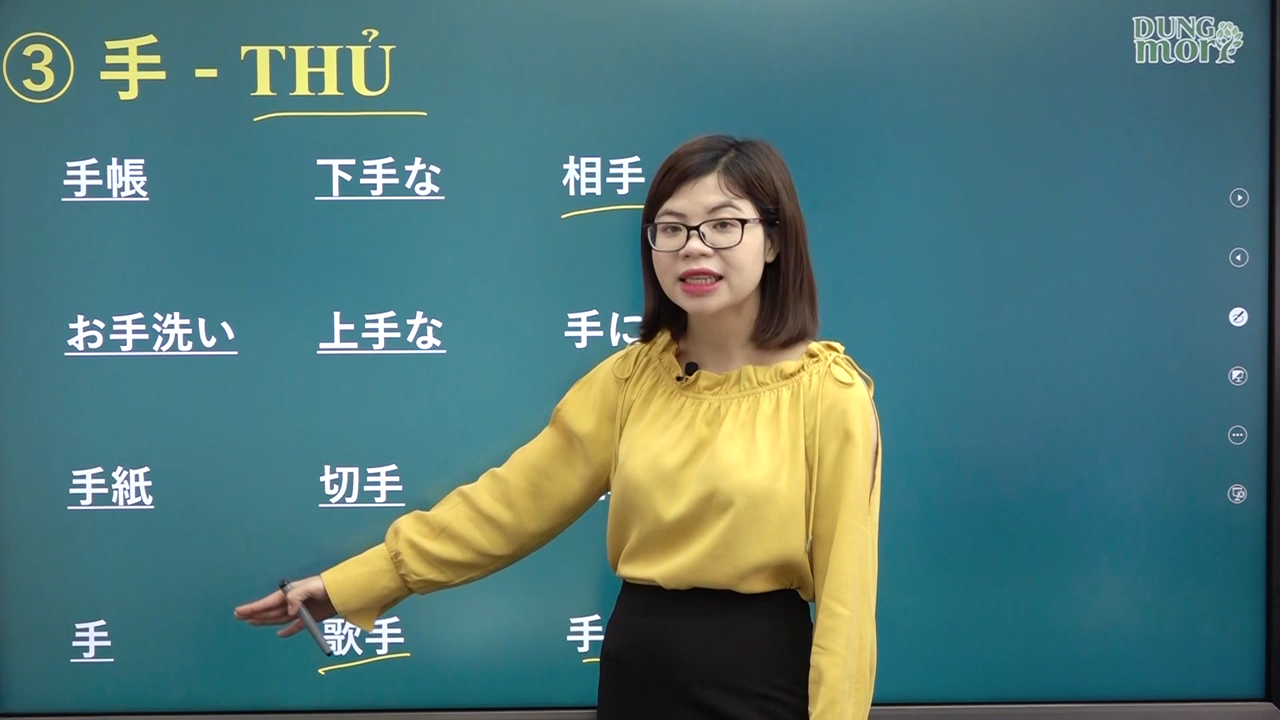 ③ 手 - THỦ
DUNG
mori
手帳 下手な 相手
お手洗い 上手な 手に
手紙 切手
手 歌手 手